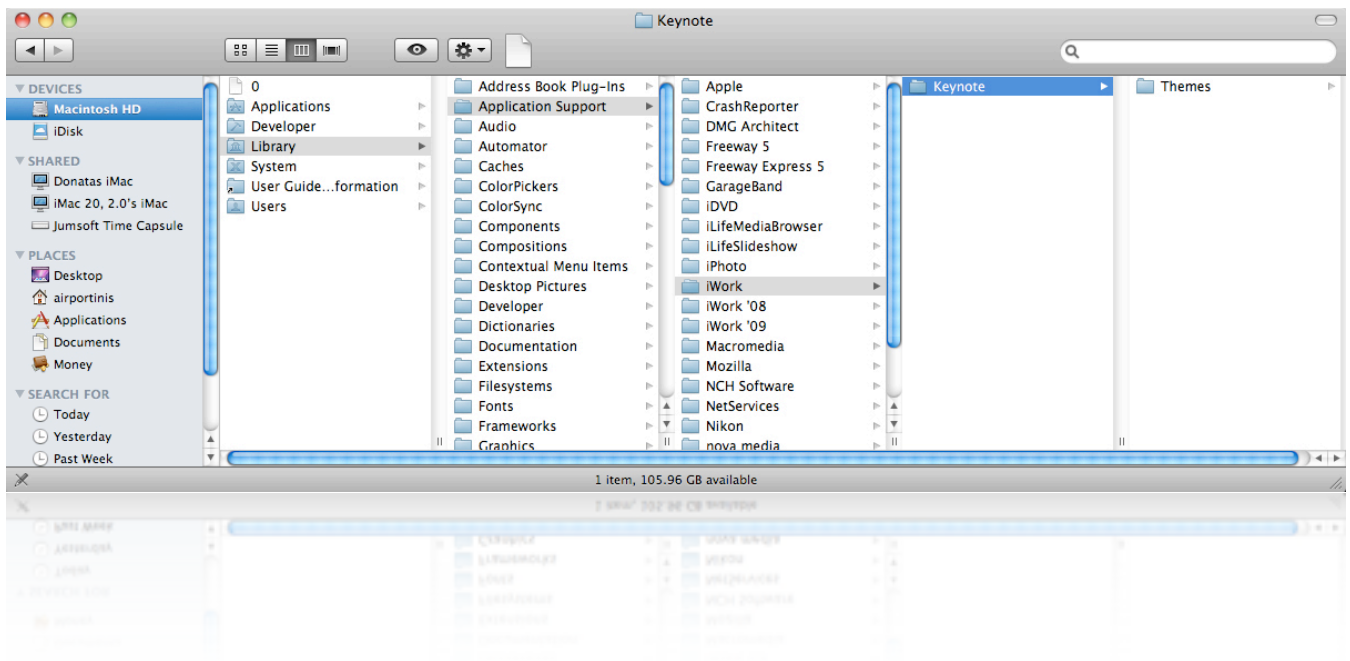 Keynote
DEVICES
Macintosh HD
iDisk
SHARED
Donatas iMac
iMac 20, 2.0's iMac
Jumsoft Time Capsule
PLACES
Desktop
airportinis
Applications
Documents
Money
SEARCH FOR
Today
Yesterday
Past Week
0
Applications
Developer
Library
System
User Guide...formation
Users
Address Book Plug-Ins
Application Support
Audio
Automator
Caches
ColorPickers
ColorSync
Components
Compositions
Contextual Menu Items
Desktop Pictures
Developer
Dictionaries
Documentation
Extensions
Filesystems
Fonts
Frameworks
Graphics
Apple
CrashReporter
DMG Architect
Freeway 5
Freeway Express 5
GarageBand
iDVD
iLifeMediaBrowser
iLifeSlideshow
iPhoto
iWork
iWork '08
iWork '09
Macromedia
Mozilla
NCH Software
NetServices
Nikon
nova media
Keynote
Themes
1 item, 105.96 GB available